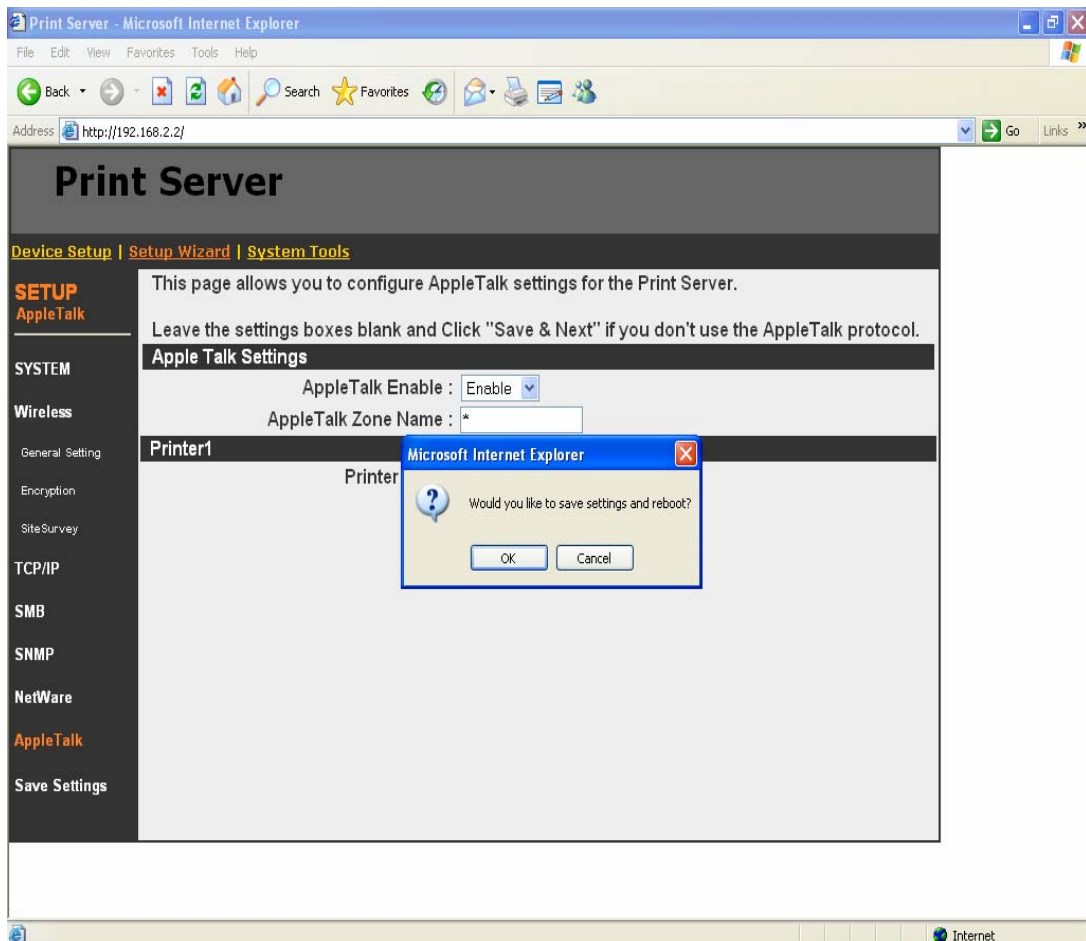 Print Server - Microsoft Internet Explorer
File Edit View Favorites Tools Help
Back Search Favorites
Address http://192.168.2.2/ Go Links »
Print Server
Device Setup | Setup Wizard | System Tools
SETUP
AppleTalk
SYSTEM
Wireless
General Setting
Encryption
SiteSurvey
TCP/IP
SMB
SNMP
NetWare
AppleTalk
Save Settings
This page allows you to configure AppleTalk settings for the Print Server.
Leave the settings boxes blank and Click "Save & Next" if you don't use the AppleTalk protocol.
Apple Talk Settings
AppleTalk Enable : Enable
AppleTalk Zone Name : *
Printer1
Printer
Microsoft Internet Explorer
Would you like to save settings and reboot?
OK Cancel
Internet